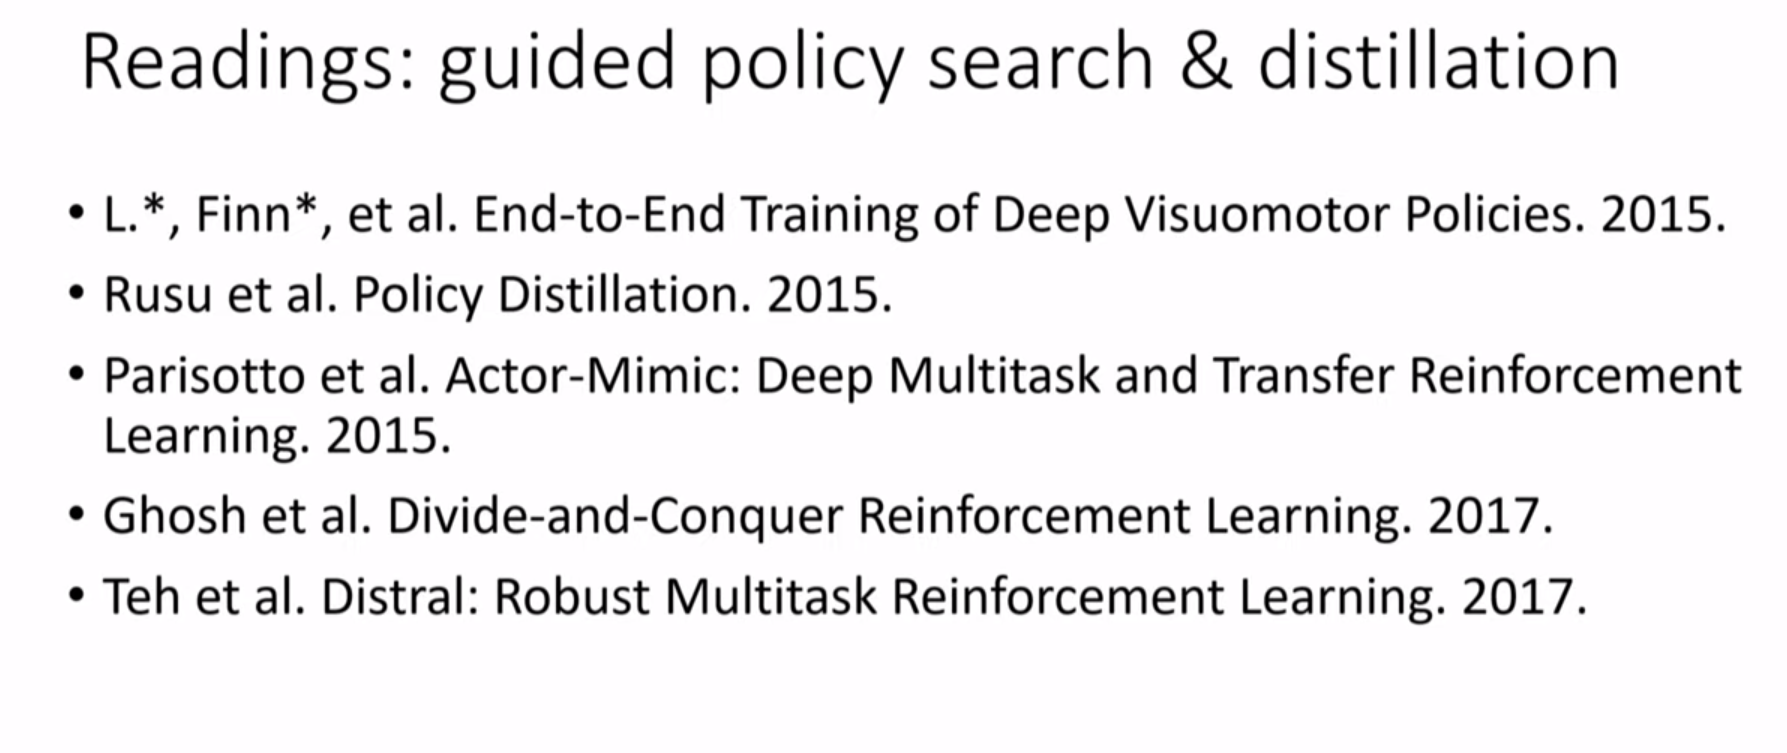 Readings: guided policy search & distillation
• L.*, Finn*, et al. End-to-End Training of Deep Visuomotor Policies. 2015.
• Rusu et al. Policy Distillation. 2015.
• Parisotto et al. Actor-Mimic: Deep Multitask and Transfer Reinforcement
Learning. 2015.
• Ghosh et al. Divide-and-Conquer Reinforcement Learning. 2017.
• Teh et al. Distral: Robust Multitask Reinforcement Learning. 2017.